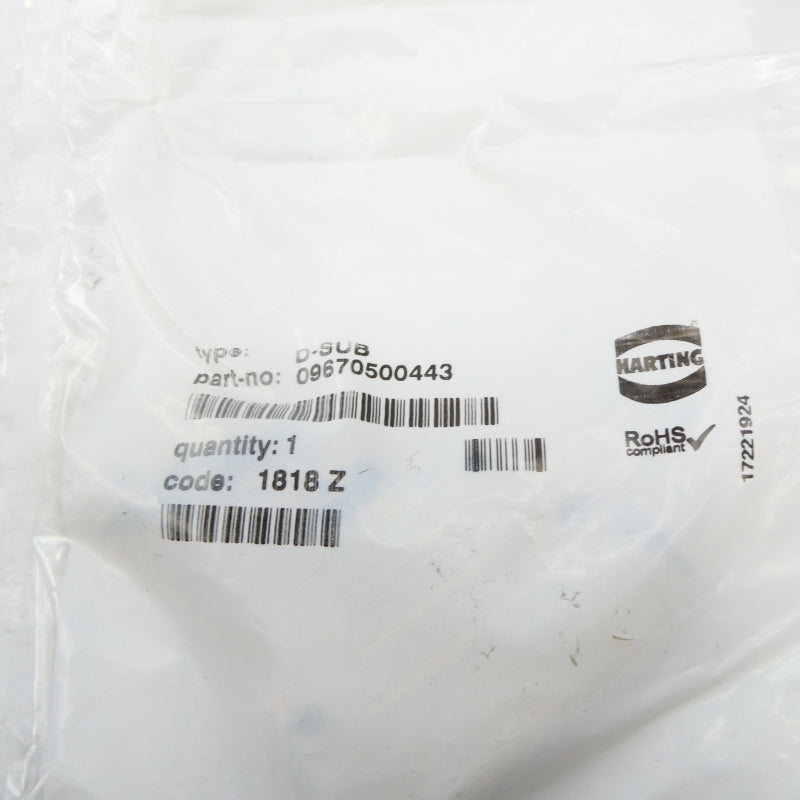 type: D-SUB
part-no: 09670500443
quantity: 1
code: 1818 Z
HARTING
RoHS
compliant
17221924